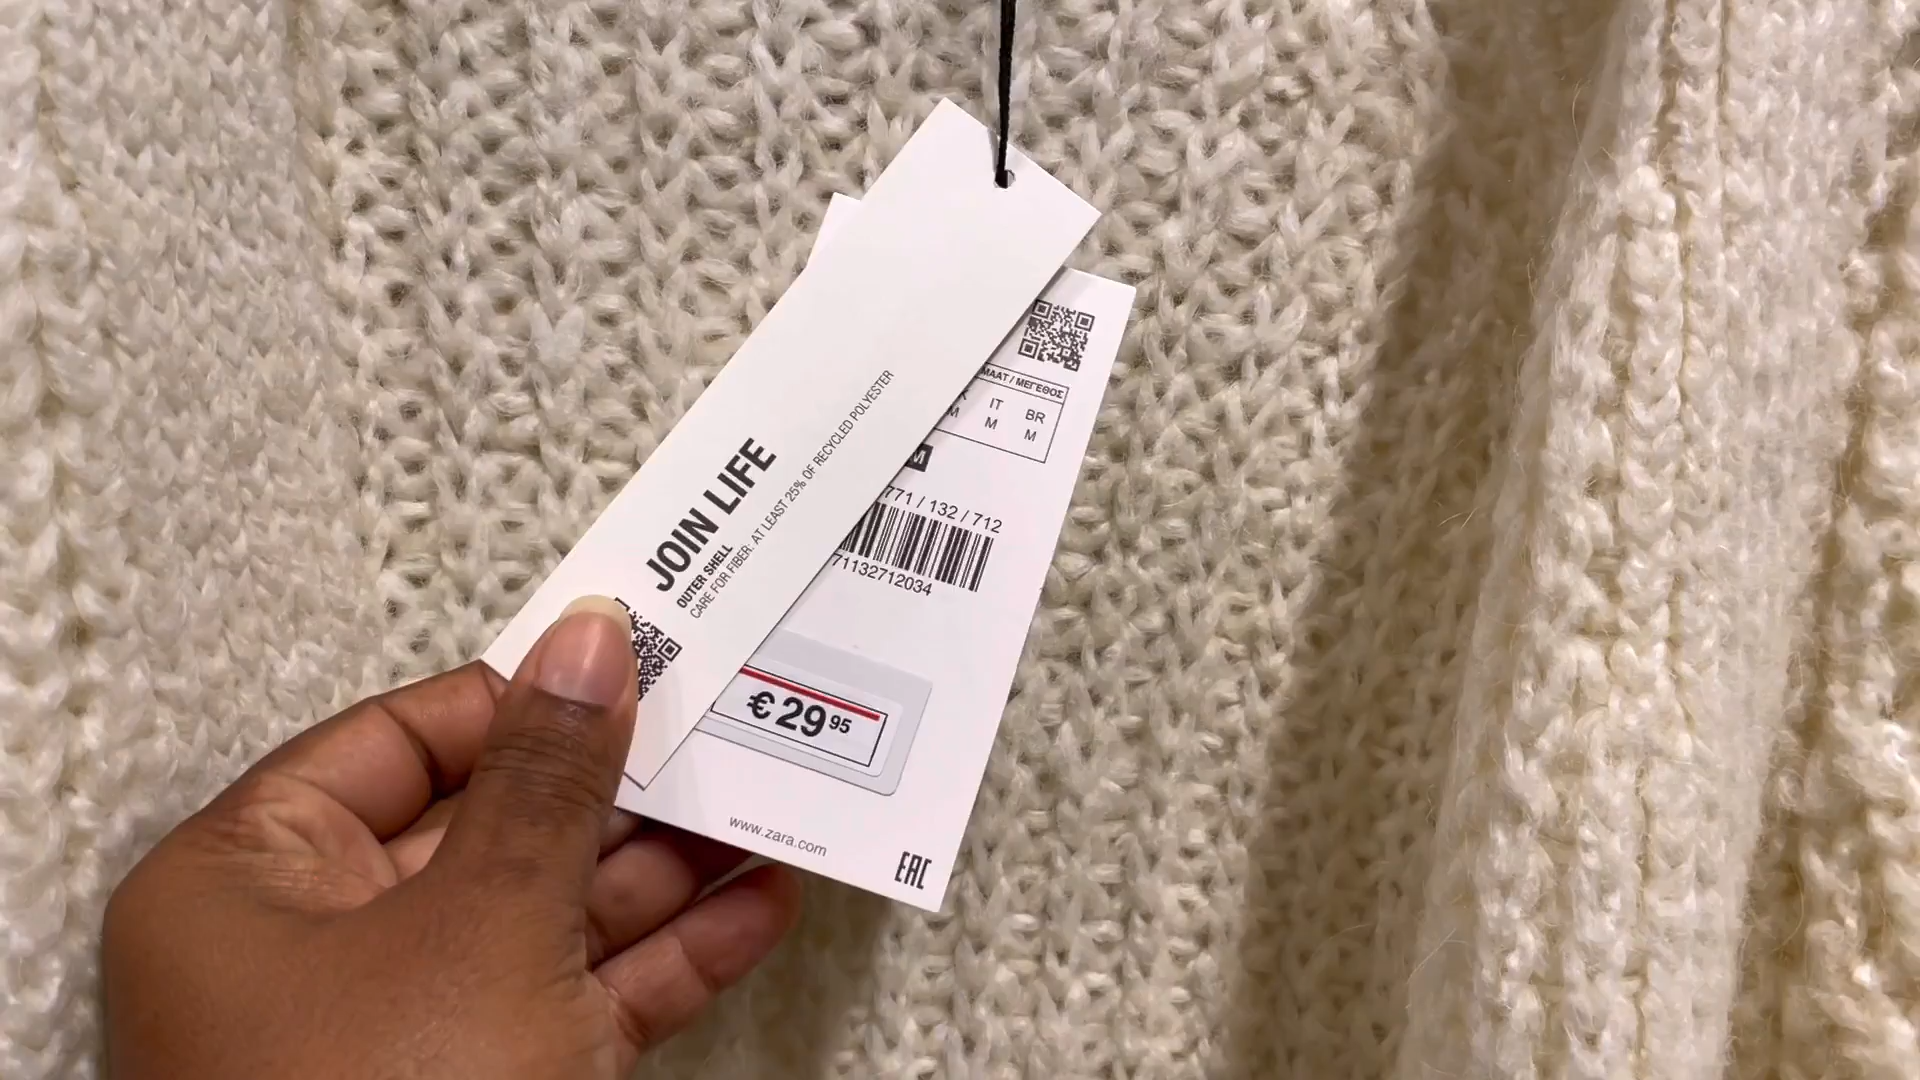 JOIN LIFE
OUTER SHELL
CARE FOR FIBER: AT LEAST 25% OF RECYCLED POLYESTER
MAAT / ΜΕΓΕΘΟΣ
IT BR
M M M
M
771 / 132 / 712
71132712034
€ 29 95
www.zara.com
EAC